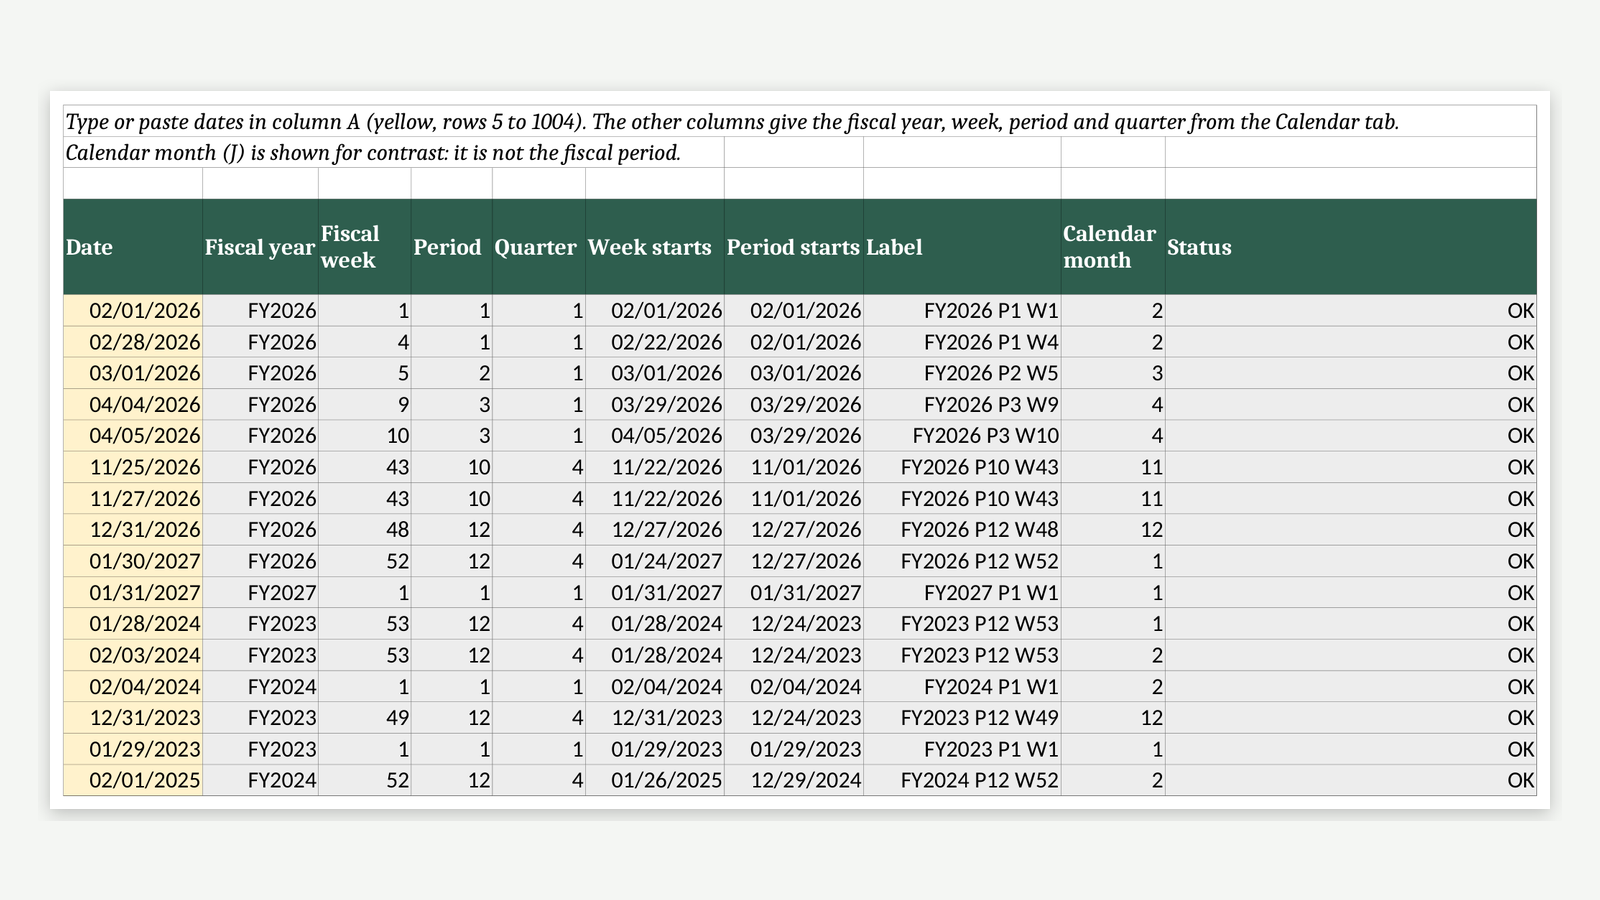 Type or paste dates in column A (yellow, rows 5 to 1004). The other columns give the fiscal year, week, period and quarter from the Calendar tab.
Calendar month (J) is shown for contrast: it is not the fiscal period.
Date Fiscal year Fiscal week Period Quarter Week starts Period starts Label Calendar month Status
02/01/2026 FY2026 1 1 1 02/01/2026 02/01/2026 FY2026 P1 W1 2 OK
02/28/2026 FY2026 4 1 1 02/22/2026 02/01/2026 FY2026 P1 W4 2 OK
03/01/2026 FY2026 5 2 1 03/01/2026 03/01/2026 FY2026 P2 W5 3 OK
04/04/2026 FY2026 9 3 1 03/29/2026 03/29/2026 FY2026 P3 W9 4 OK
04/05/2026 FY2026 10 3 1 04/05/2026 03/29/2026 FY2026 P3 W10 4 OK
11/25/2026 FY2026 43 10 4 11/22/2026 11/01/2026 FY2026 P10 W43 11 OK
11/27/2026 FY2026 43 10 4 11/22/2026 11/01/2026 FY2026 P10 W43 11 OK
12/31/2026 FY2026 48 12 4 12/27/2026 12/27/2026 FY2026 P12 W48 12 OK
01/30/2027 FY2026 52 12 4 01/24/2027 12/27/2026 FY2026 P12 W52 1 OK
01/31/2027 FY2027 1 1 1 01/31/2027 01/31/2027 FY2027 P1 W1 1 OK
01/28/2024 FY2023 53 12 4 01/28/2024 12/24/2023 FY2023 P12 W53 1 OK
02/03/2024 FY2023 53 12 4 01/28/2024 12/24/2023 FY2023 P12 W53 2 OK
02/04/2024 FY2024 1 1 1 02/04/2024 02/04/2024 FY2024 P1 W1 2 OK
12/31/2023 FY2023 49 12 4 12/31/2023 12/24/2023 FY2023 P12 W49 12 OK
01/29/2023 FY2023 1 1 1 01/29/2023 01/29/2023 FY2023 P1 W1 1 OK
02/01/2025 FY2024 52 12 4 01/26/2025 12/29/2024 FY2024 P12 W52 2 OK